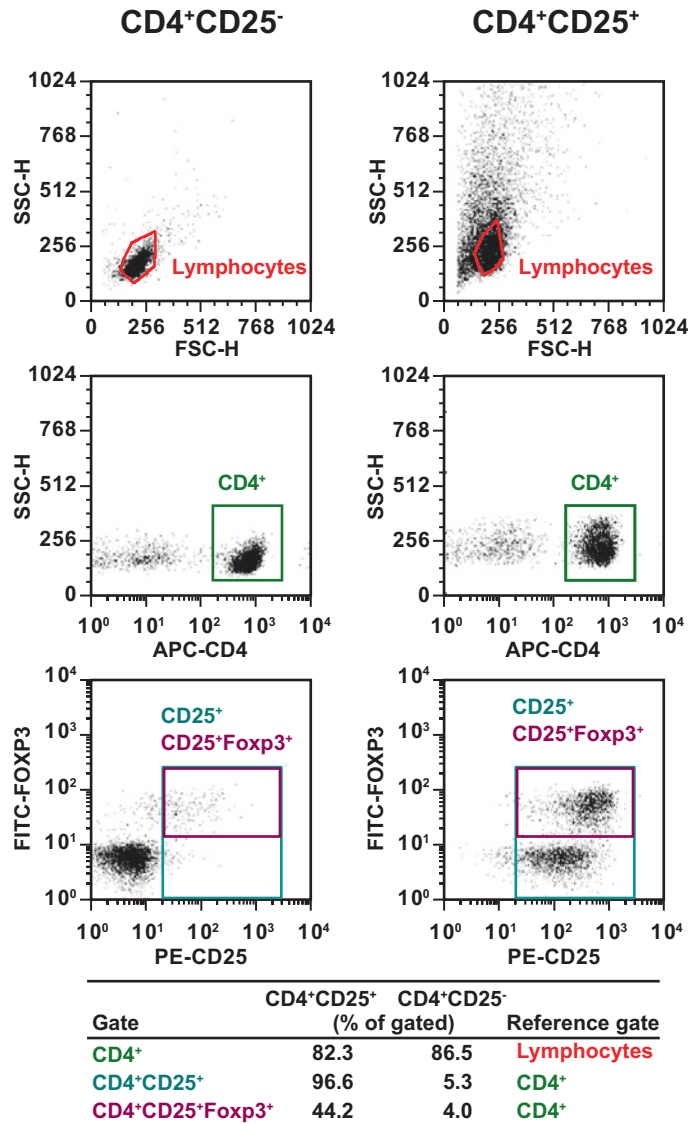 CD4⁺CD25⁻
CD4⁺CD25⁺
1024
768
512
256
0
SSC-H
Lymphocytes
0 256 512 768 1024
FSC-H
1024
768
512
256
0
SSC-H
Lymphocytes
0 256 512 768 1024
FSC-H
1024
768
512
256
0
SSC-H
CD4⁺
10⁰ 10¹ 10² 10³ 10⁴
APC-CD4
1024
768
512
256
0
SSC-H
CD4⁺
10⁰ 10¹ 10² 10³ 10⁴
APC-CD4
10⁴
10³
10²
10¹
10⁰
FITC-FOXP3
CD25⁺
CD25⁺Foxp3⁺
10⁰ 10¹ 10² 10³ 10⁴
PE-CD25
10⁴
10³
10²
10¹
10⁰
FITC-FOXP3
CD25⁺
CD25⁺Foxp3⁺
10⁰ 10¹ 10² 10³ 10⁴
PE-CD25
CD4⁺CD25⁺ CD4⁺CD25⁻
Gate (% of gated) Reference gate
CD4⁺ 82.3 86.5 Lymphocytes
CD4⁺CD25⁺ 96.6 5.3 CD4⁺
CD4⁺CD25⁺Foxp3⁺ 44.2 4.0 CD4⁺